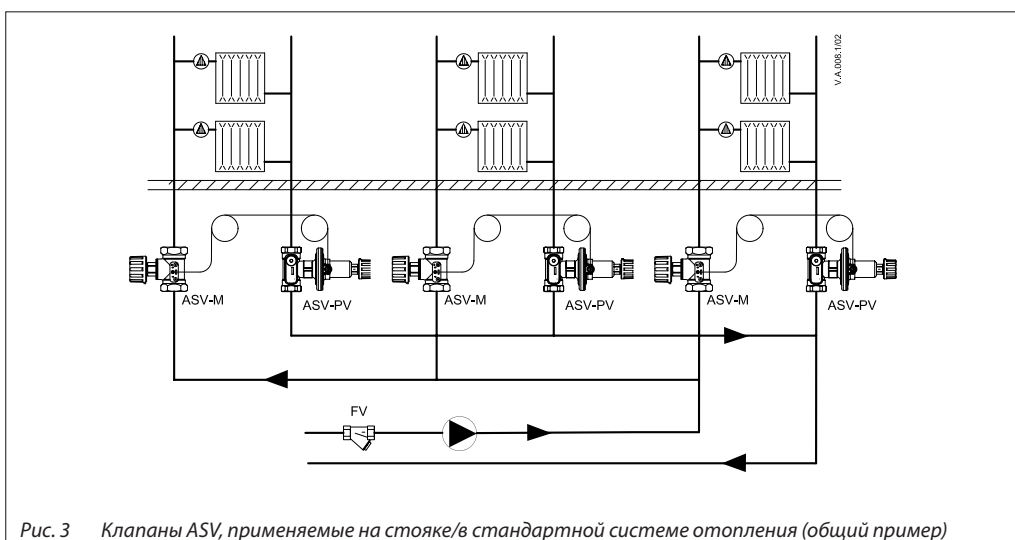 V.A.008.1/02
ASV-M
ASV-PV
ASV-M
ASV-PV
ASV-M
ASV-PV
FV
Рис. 3 Клапаны ASV, применяемые на стояке/в стандартной системе отопления (общий пример)